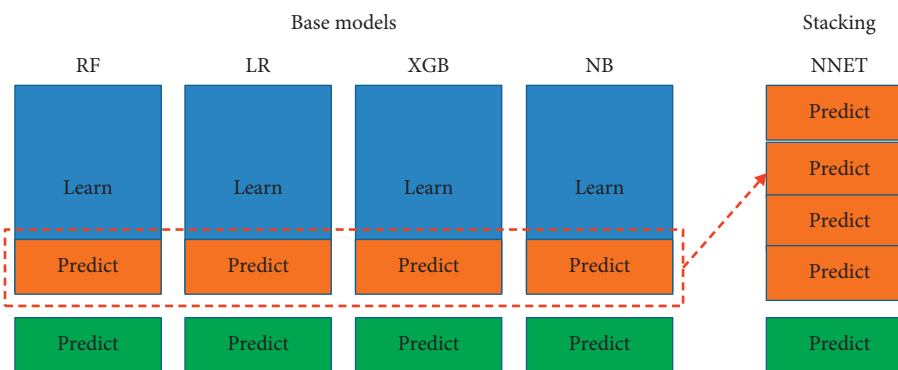 Base models
Stacking
RF
LR
XGB
NB
NNET
Learn
Learn
Learn
Learn
Predict
Predict
Predict
Predict
Predict
Predict
Predict
Predict
Predict
Predict
Predict
Predict
Predict